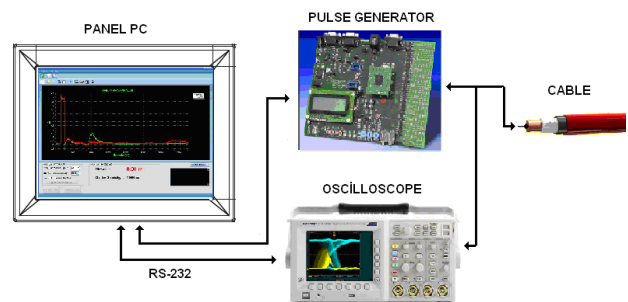 PULSE GENERATOR
PANEL PC
CABLE
OSCİLLOSCOPE
RS-232